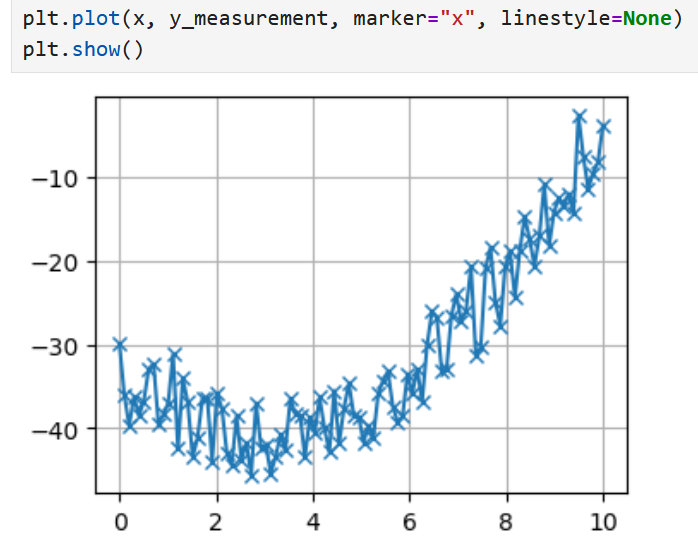 plt.plot(x, y_measurement, marker="x", linestyle=None)
plt.show()
−10
−20
−30
−40
0 2 4 6 8 10